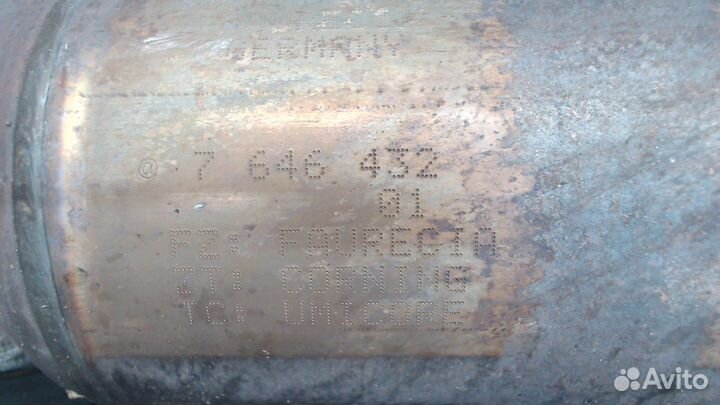 GERMANY
@ 7 646 432
01
FZ: FAURECIA
ZT: CORNING
TC: UMICORE
Avito